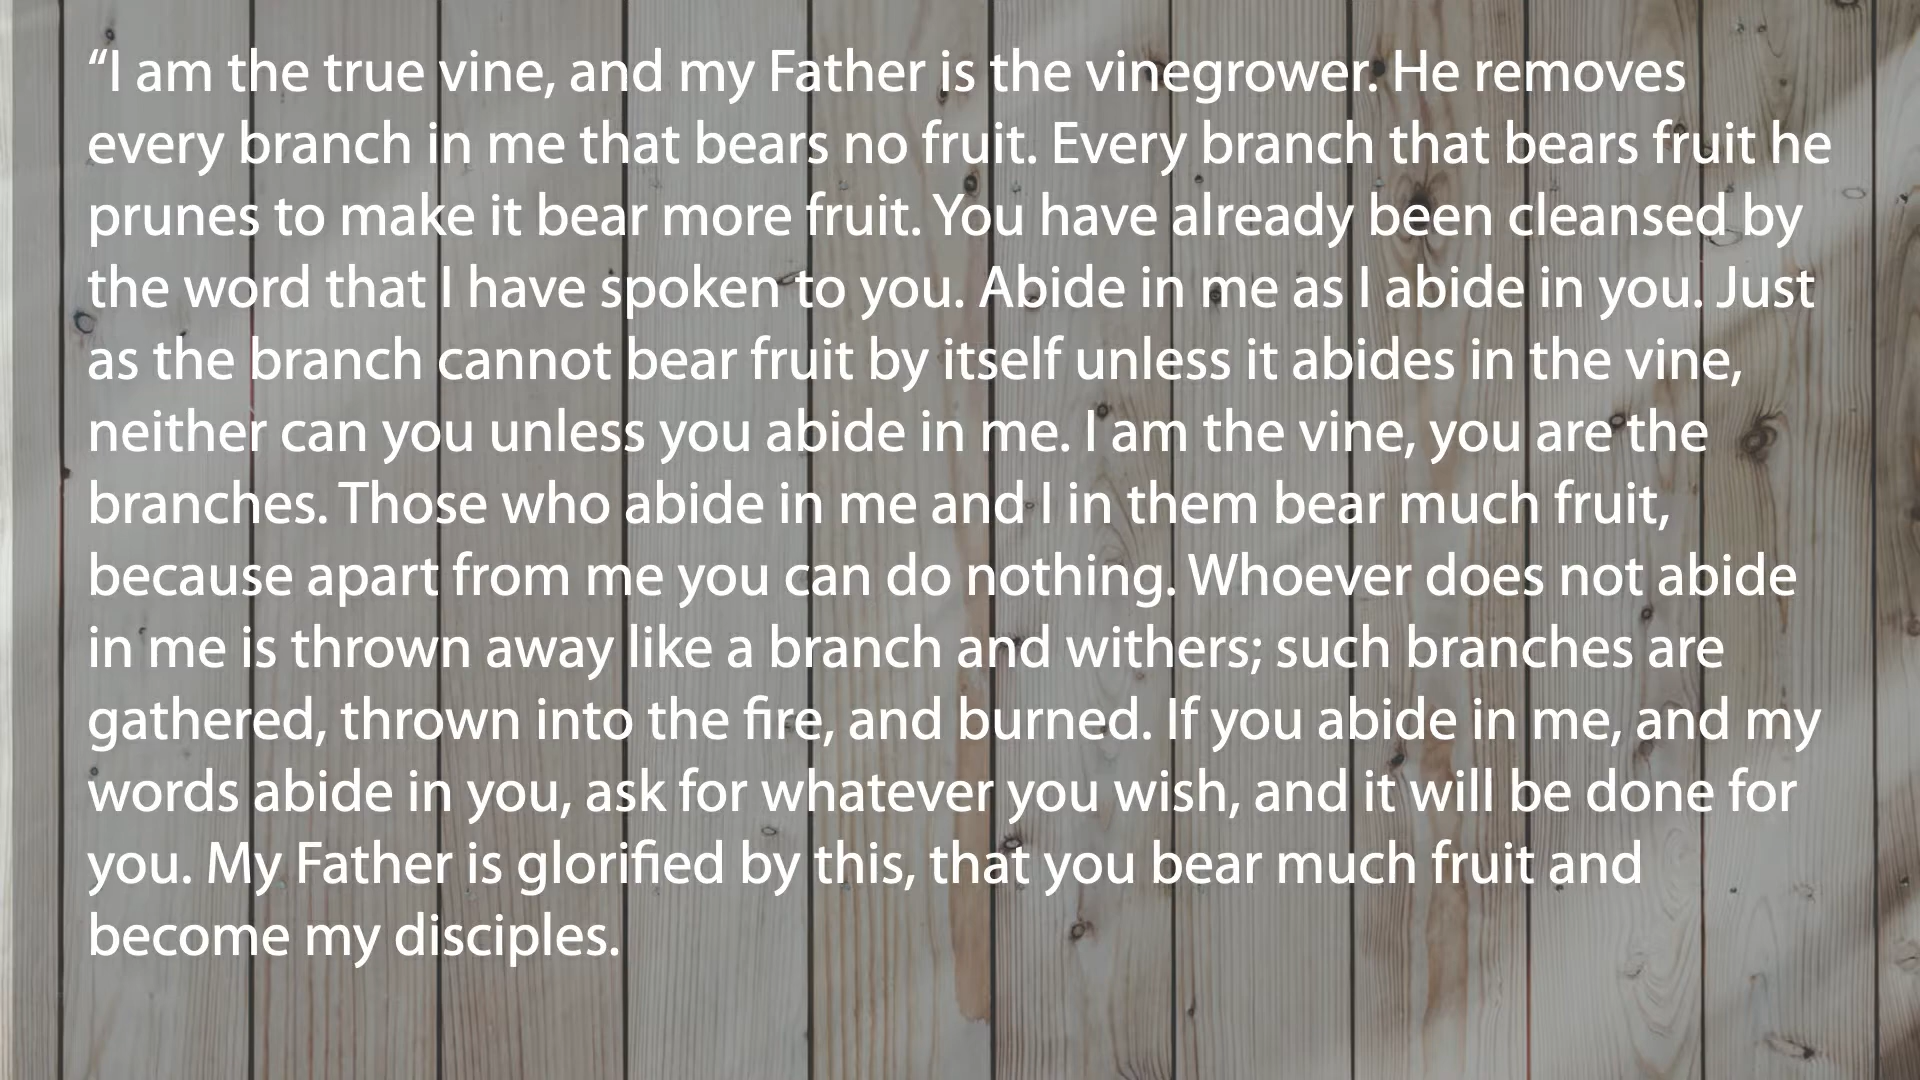 “I am the true vine, and my Father is the vinegrower. He removes
every branch in me that bears no fruit. Every branch that bears fruit he
prunes to make it bear more fruit. You have already been cleansed by
the word that I have spoken to you. Abide in me as I abide in you. Just
as the branch cannot bear fruit by itself unless it abides in the vine,
neither can you unless you abide in me. I am the vine, you are the
branches. Those who abide in me and I in them bear much fruit,
because apart from me you can do nothing. Whoever does not abide
in me is thrown away like a branch and withers; such branches are
gathered, thrown into the fire, and burned. If you abide in me, and my
words abide in you, ask for whatever you wish, and it will be done for
you. My Father is glorified by this, that you bear much fruit and
become my disciples.